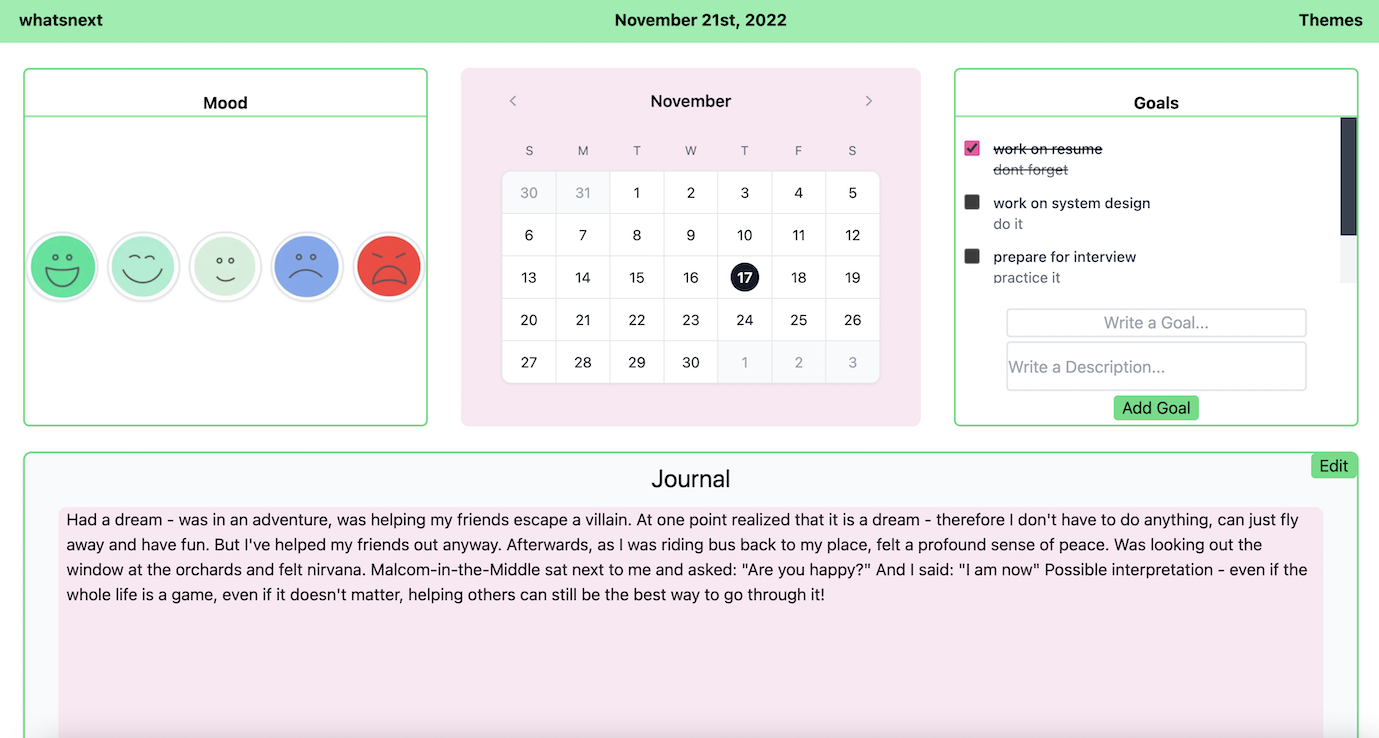 whatsnext
November 21st, 2022
Themes
Mood
November
S M T W T F S
30 31 1 2 3 4 5
6 7 8 9 10 11 12
13 14 15 16 17 18 19
20 21 22 23 24 25 26
27 28 29 30 1 2 3
Goals
work on resume
dont forget
work on system design
do it
prepare for interview
practice it
Write a Goal...
Write a Description...
Add Goal
Journal
Edit
Had a dream - was in an adventure, was helping my friends escape a villain. At one point realized that it is a dream - therefore I don't have to do anything, can just fly
away and have fun. But I've helped my friends out anyway. Afterwards, as I was riding bus back to my place, felt a profound sense of peace. Was looking out the
window at the orchards and felt nirvana. Malcom-in-the-Middle sat next to me and asked: "Are you happy?" And I said: "I am now" Possible interpretation - even if the
whole life is a game, even if it doesn't matter, helping others can still be the best way to go through it!